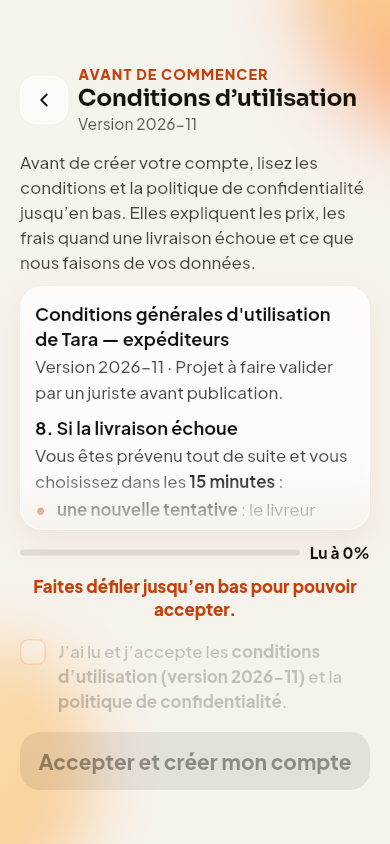 AVANT DE COMMENCER
Conditions d’utilisation
Version 2026-11
Avant de créer votre compte, lisez les
conditions et la politique de confidentialité
jusqu’en bas. Elles expliquent les prix, les
frais quand une livraison échoue et ce que
nous faisons de vos données.
Conditions générales d'utilisation
de Tara — expéditeurs
Version 2026-11 · Projet à faire valider
par un juriste avant publication.
8. Si la livraison échoue
Vous êtes prévenu tout de suite et vous
choisissez dans les 15 minutes :
une nouvelle tentative : le livreur
Lu à 0%
Faites défiler jusqu’en bas pour pouvoir
accepter.
J’ai lu et j’accepte les conditions
d’utilisation (version 2026-11) et la
politique de confidentialité.
Accepter et créer mon compte